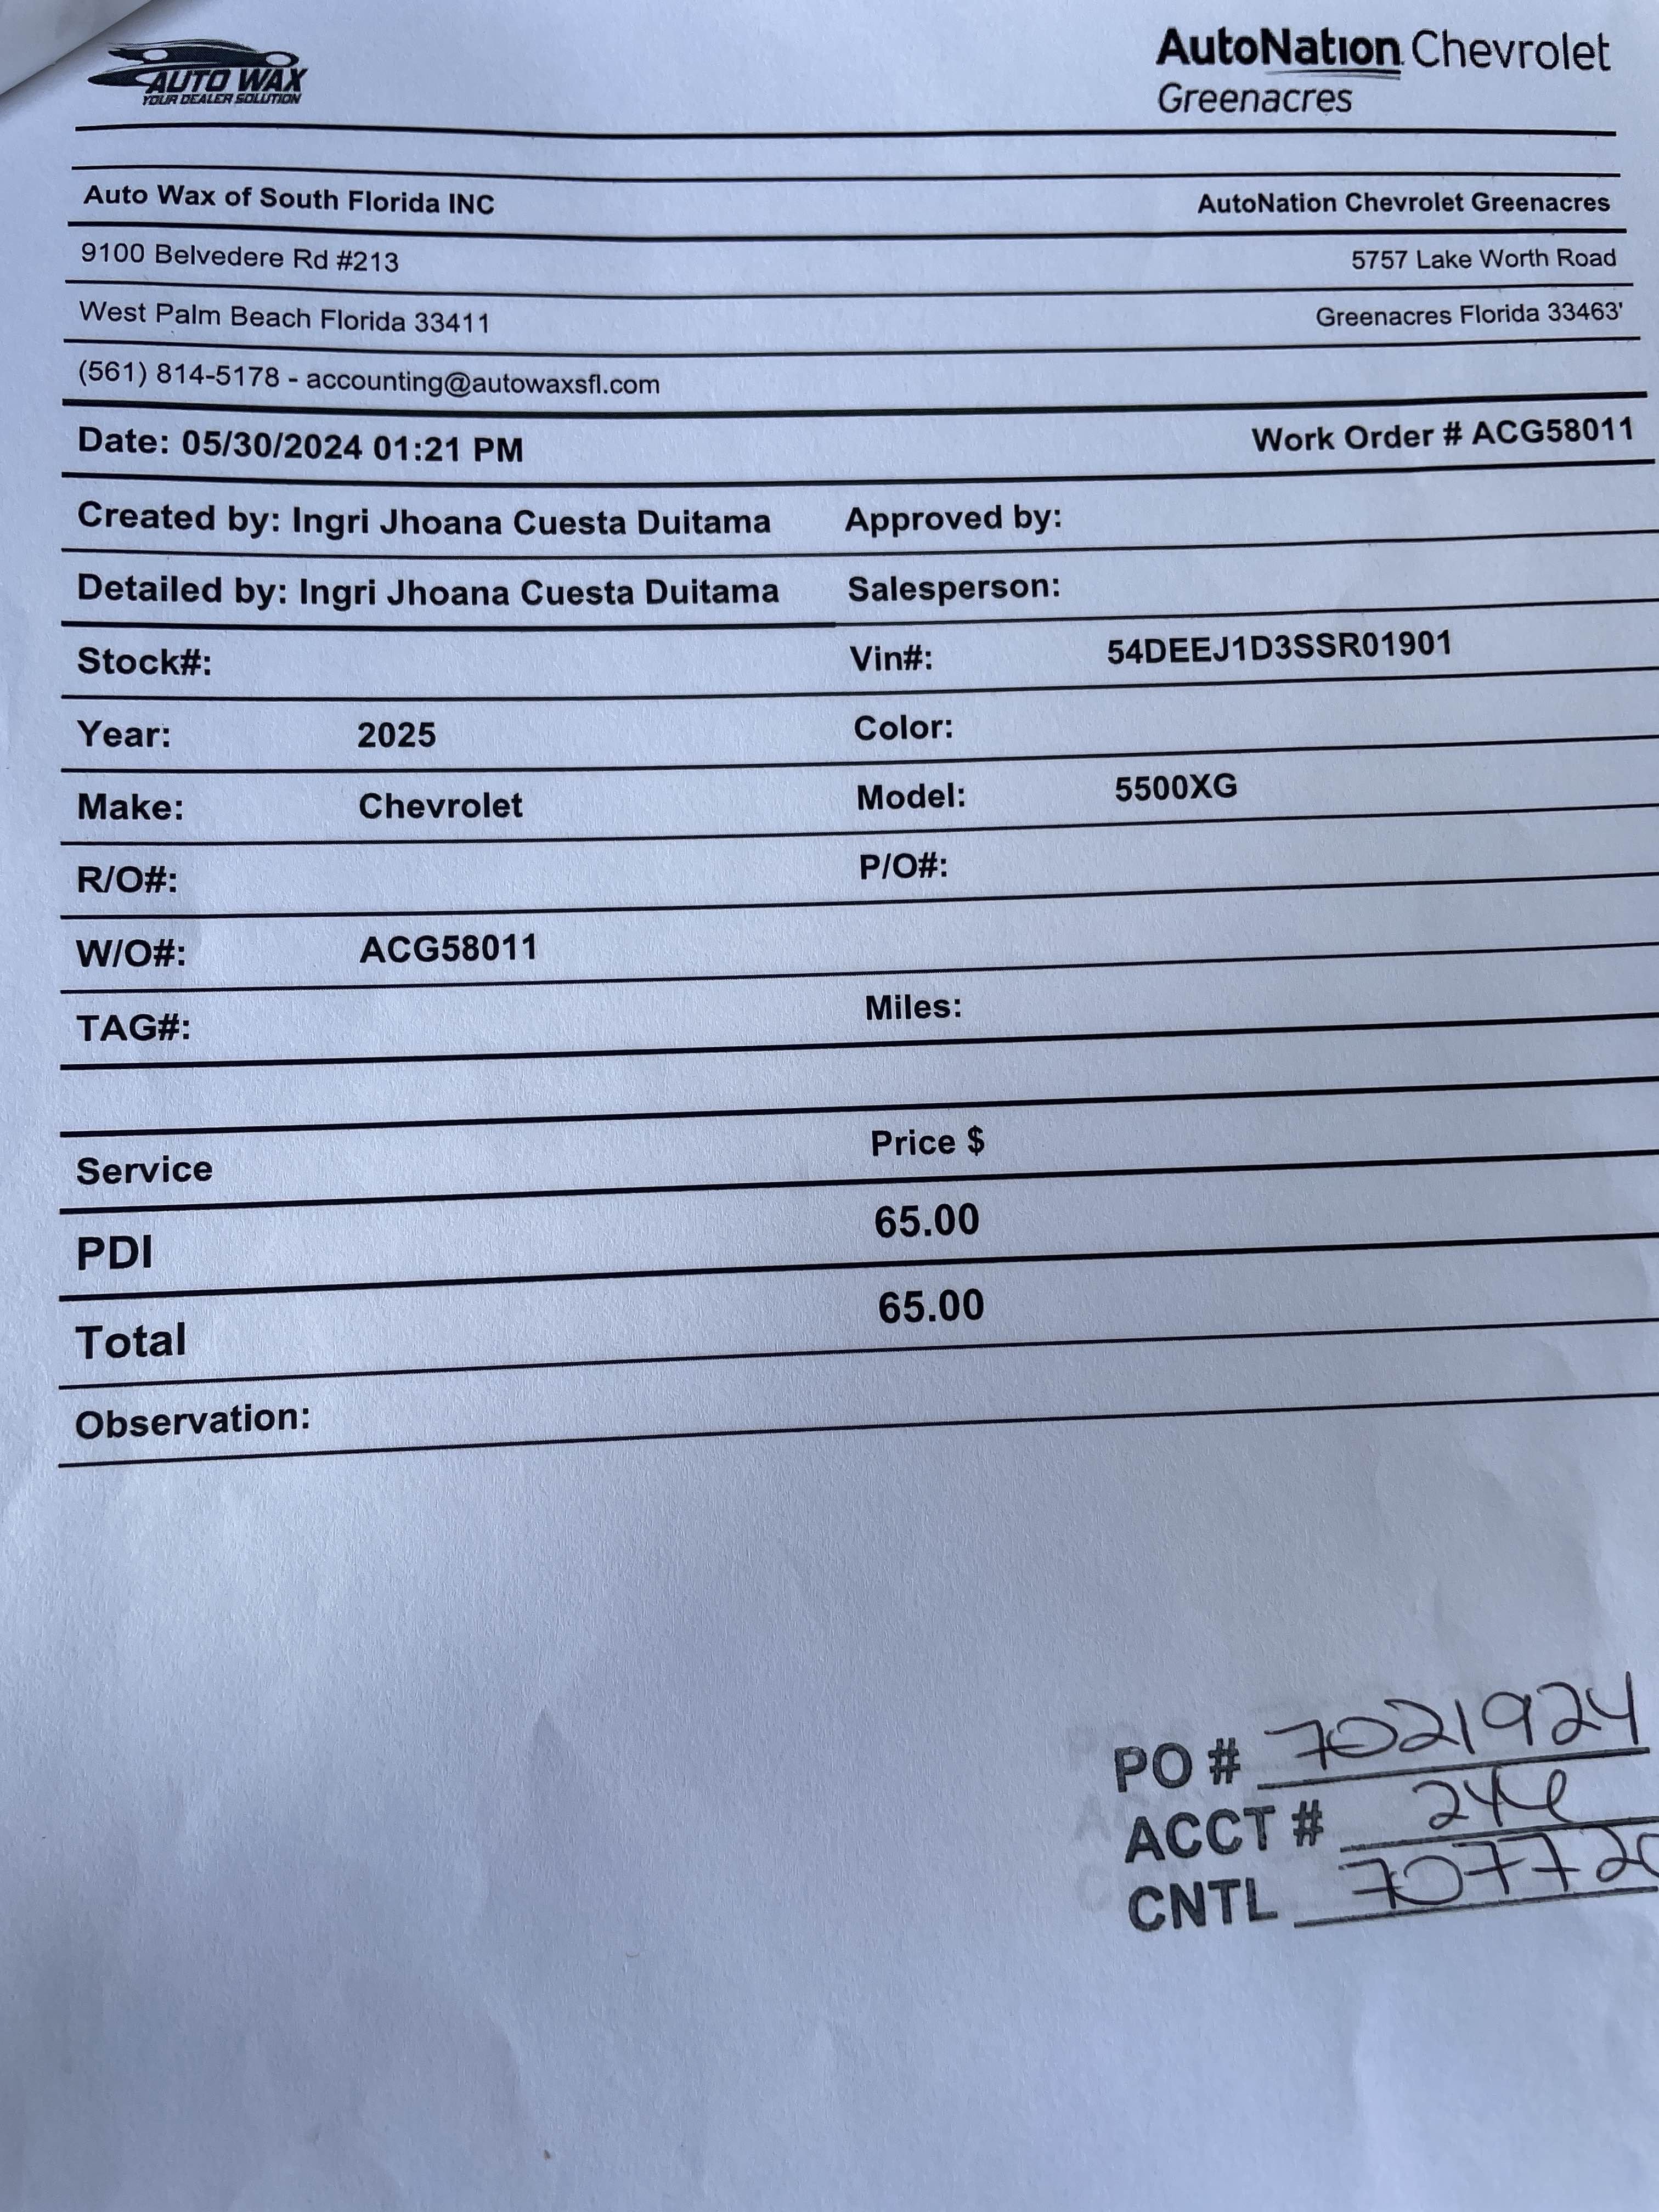 AUTO WAX
YOUR DEALER SOLUTION
AutoNation Chevrolet
Greenacres
Auto Wax of South Florida INC AutoNation Chevrolet Greenacres
9100 Belvedere Rd #213 5757 Lake Worth Road
West Palm Beach Florida 33411 Greenacres Florida 33463'
(561) 814-5178 - accounting@autowaxsfl.com
Date: 05/30/2024 01:21 PM Work Order # ACG58011
Created by: Ingri Jhoana Cuesta Duitama Approved by:
Detailed by: Ingri Jhoana Cuesta Duitama Salesperson:
Stock#: Vin#: 54DEEJ1D3SSR01901
Year: 2025 Color:
Make: Chevrolet Model: 5500XG
R/O#: P/O#:
W/O#: ACG58011
TAG#: Miles:
Service Price $
PDI 65.00
Total 65.00
Observation:
PO # 7021924
ACCT #
CNTL